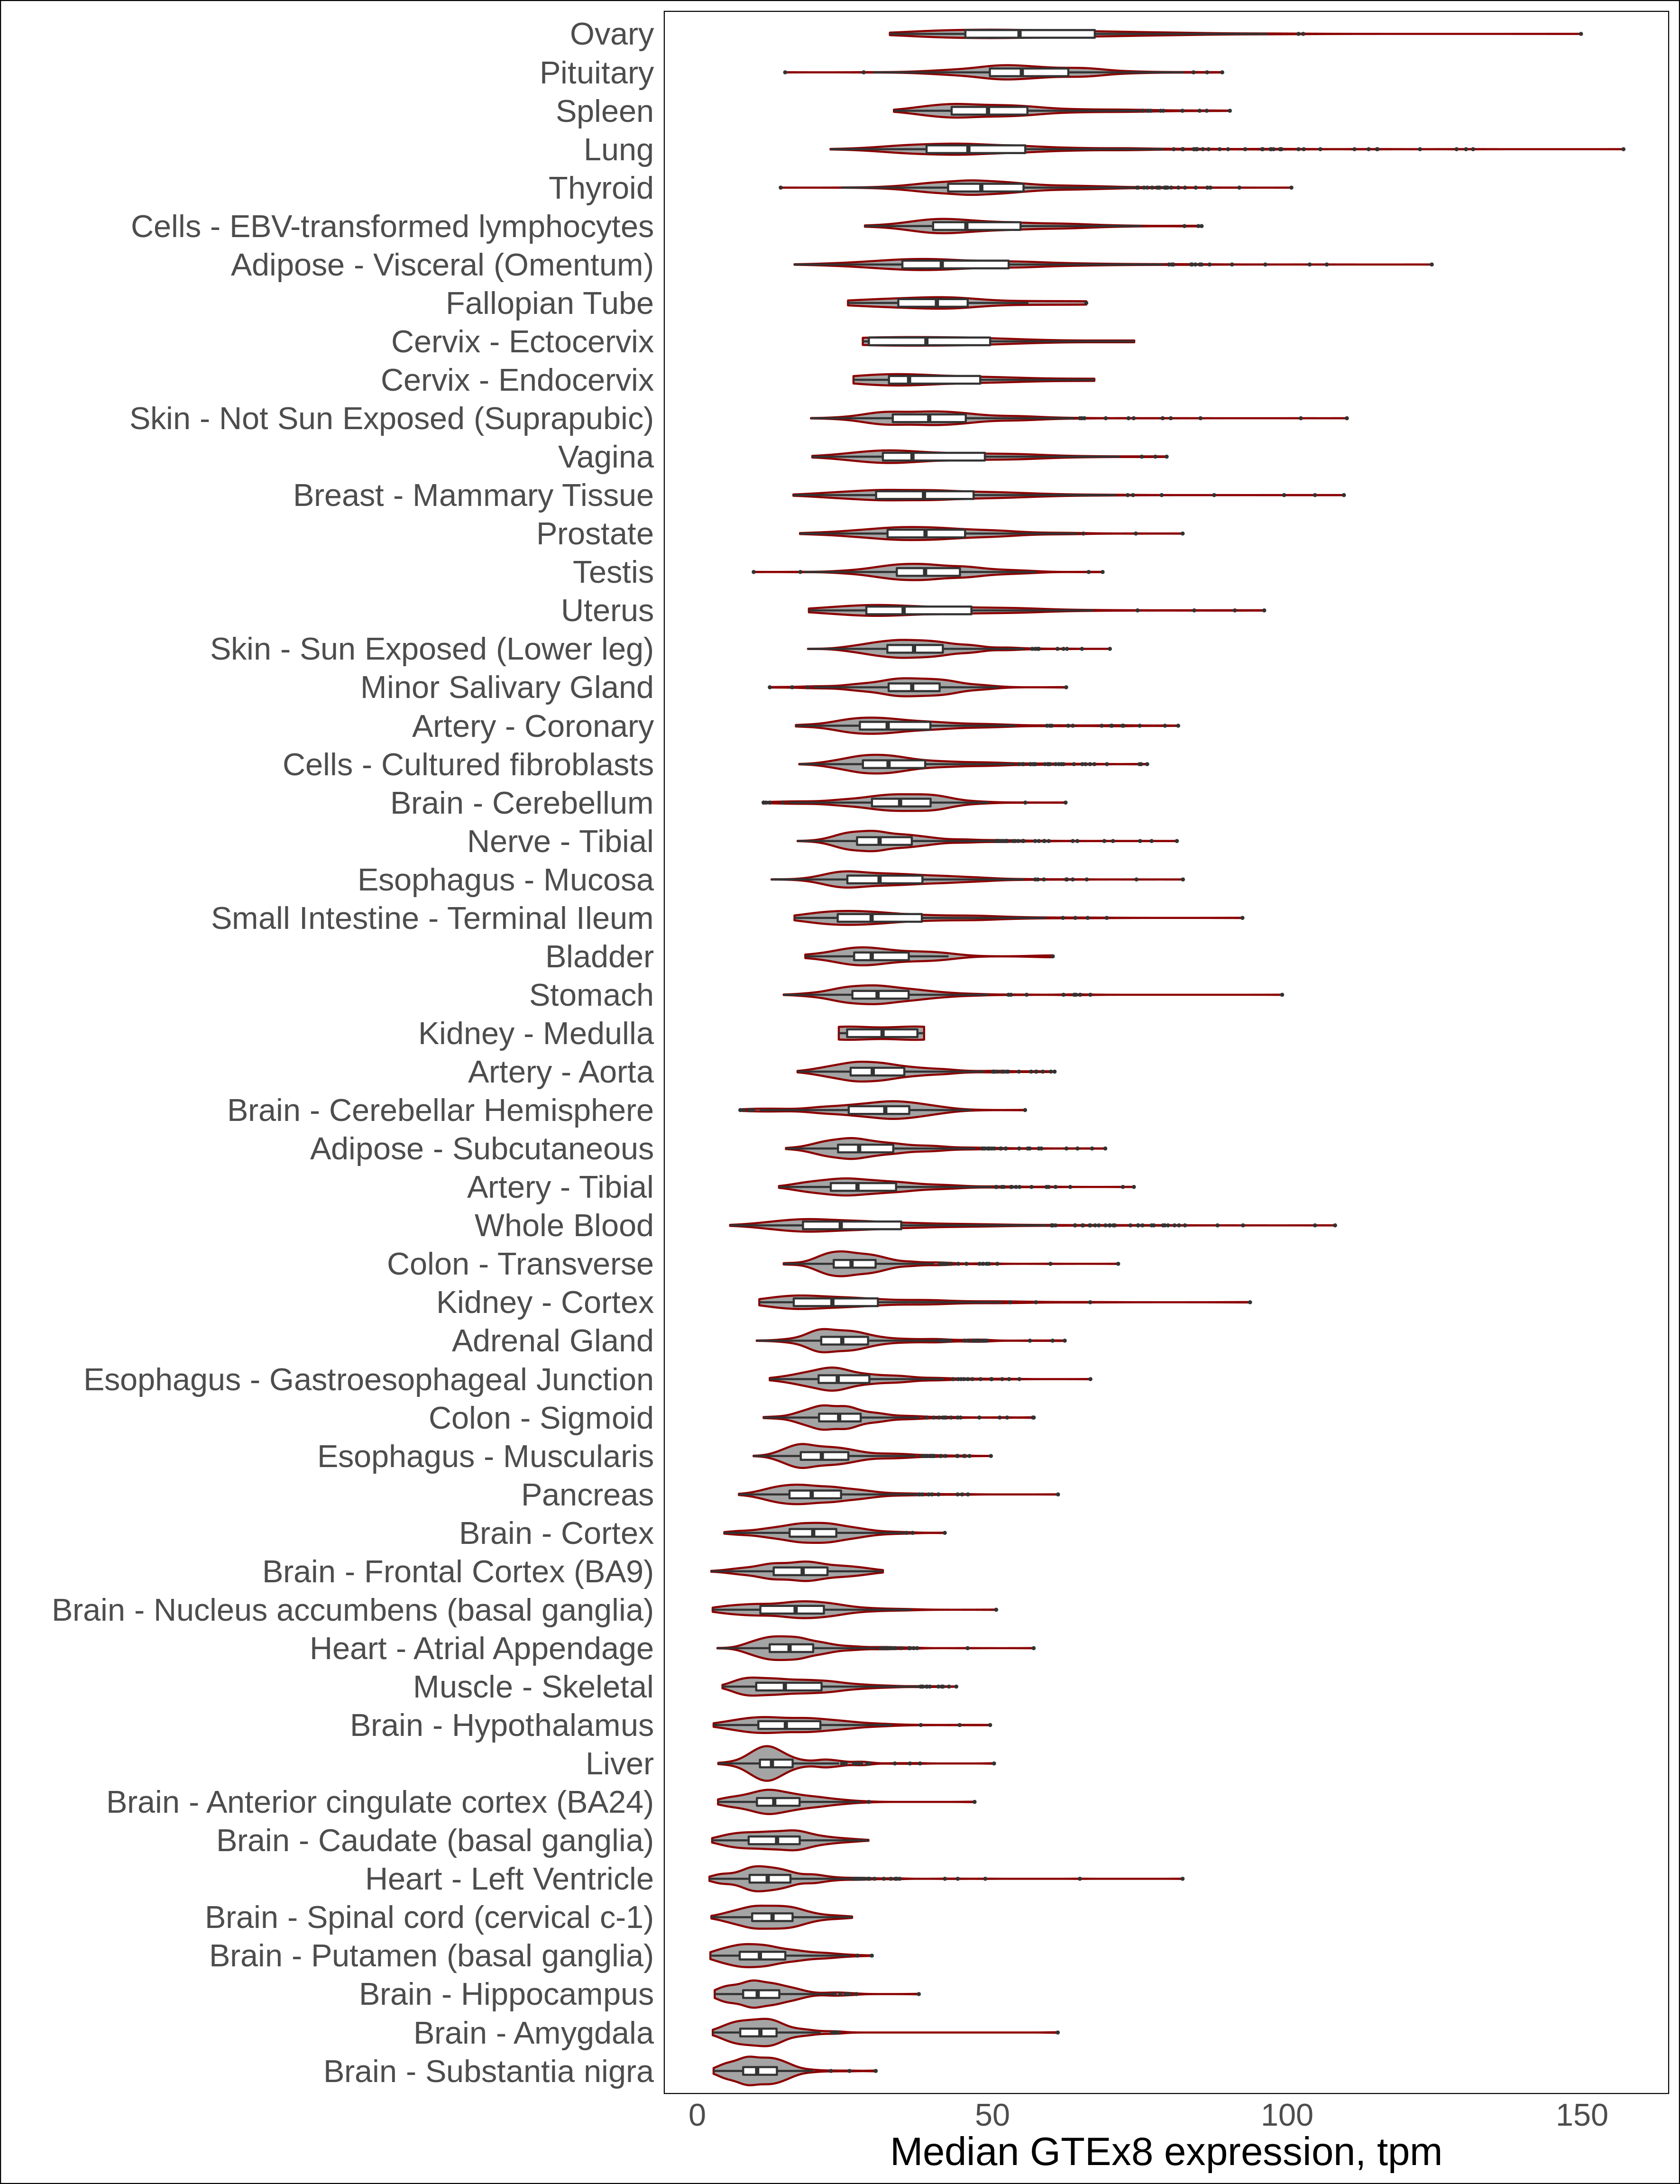 Ovary
Pituitary
Spleen
Lung
Thyroid
Cells - EBV-transformed lymphocytes
Adipose - Visceral (Omentum)
Fallopian Tube
Cervix - Ectocervix
Cervix - Endocervix
Skin - Not Sun Exposed (Suprapubic)
Vagina
Breast - Mammary Tissue
Prostate
Testis
Uterus
Skin - Sun Exposed (Lower leg)
Minor Salivary Gland
Artery - Coronary
Cells - Cultured fibroblasts
Brain - Cerebellum
Nerve - Tibial
Esophagus - Mucosa
Small Intestine - Terminal Ileum
Bladder
Stomach
Kidney - Medulla
Artery - Aorta
Brain - Cerebellar Hemisphere
Adipose - Subcutaneous
Artery - Tibial
Whole Blood
Colon - Transverse
Kidney - Cortex
Adrenal Gland
Esophagus - Gastroesophageal Junction
Colon - Sigmoid
Esophagus - Muscularis
Pancreas
Brain - Cortex
Brain - Frontal Cortex (BA9)
Brain - Nucleus accumbens (basal ganglia)
Heart - Atrial Appendage
Muscle - Skeletal
Brain - Hypothalamus
Liver
Brain - Anterior cingulate cortex (BA24)
Brain - Caudate (basal ganglia)
Heart - Left Ventricle
Brain - Spinal cord (cervical c-1)
Brain - Putamen (basal ganglia)
Brain - Hippocampus
Brain - Amygdala
Brain - Substantia nigra
0 50 100 150
Median GTEx8 expression, tpm